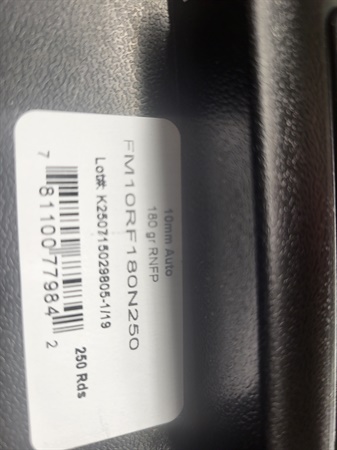 10mm Auto
180 gr RNFP
FM10RF180N250
Lot#: K250715029805-1/19
7 81100 77984 2
250 Rds